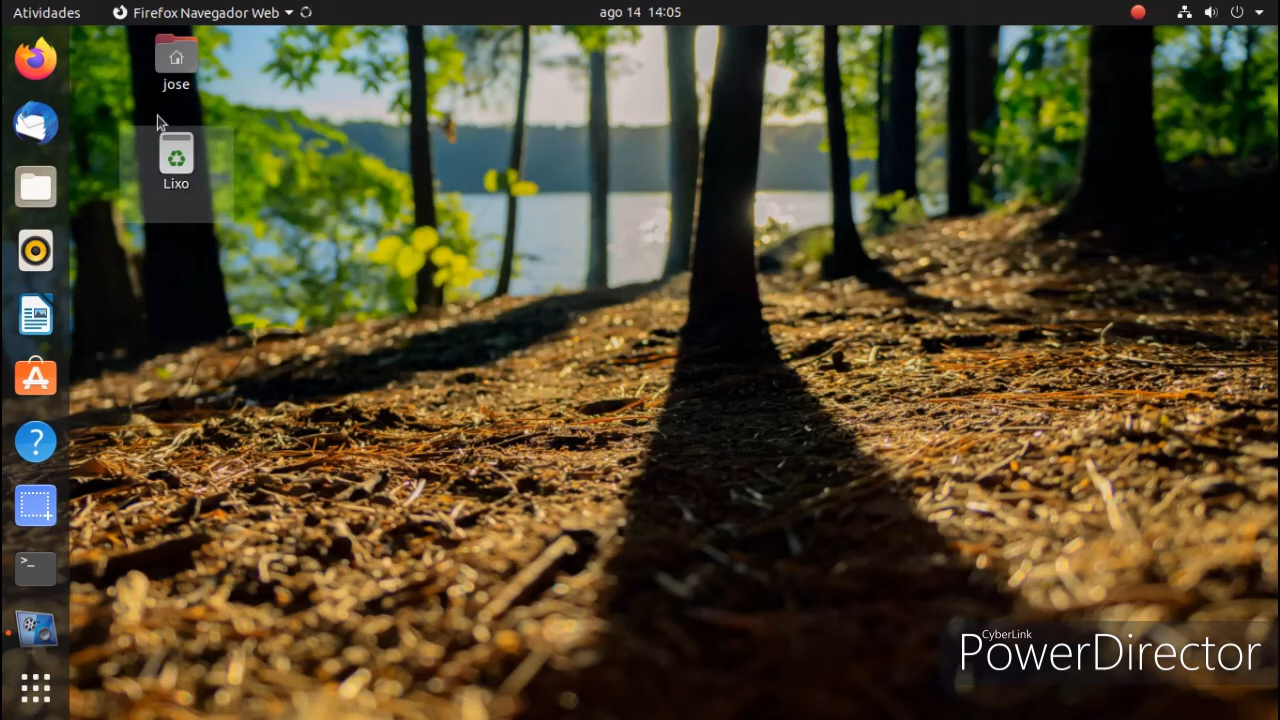 Atividades
Firefox Navegador Web
ago 14 14:05
jose
Lixo
CyberLink
PowerDirector